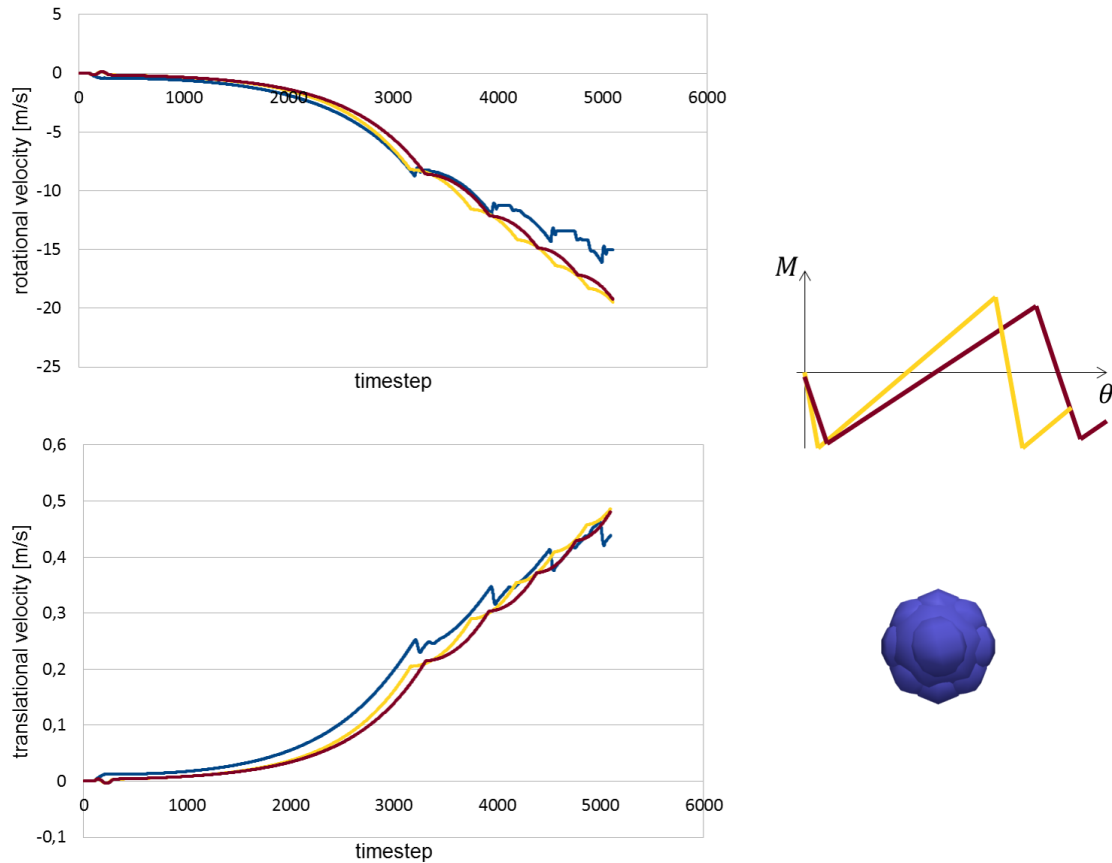 5
0
0 1000 2000 3000 4000 5000 6000
-5
-10
-15
-20
-25
rotational velocity [m/s]
timestep
M
θ
0,6
0,5
0,4
0,3
0,2
0,1
0
-0,1
0 1000 2000 3000 4000 5000 6000
translational velocity [m/s]
timestep